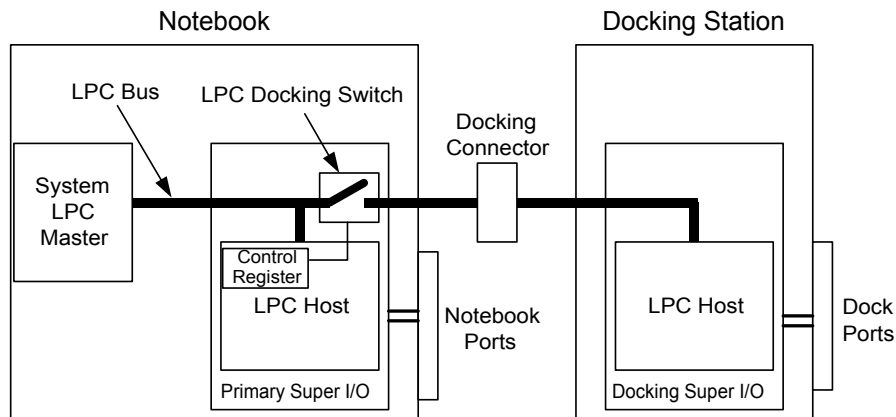 Notebook
Docking Station
LPC Bus
LPC Docking Switch
Docking
Connector
System
LPC
Master
Control
Register
LPC Host
Notebook
Ports
Primary Super I/O
LPC Host
Dock
Ports
Docking Super I/O